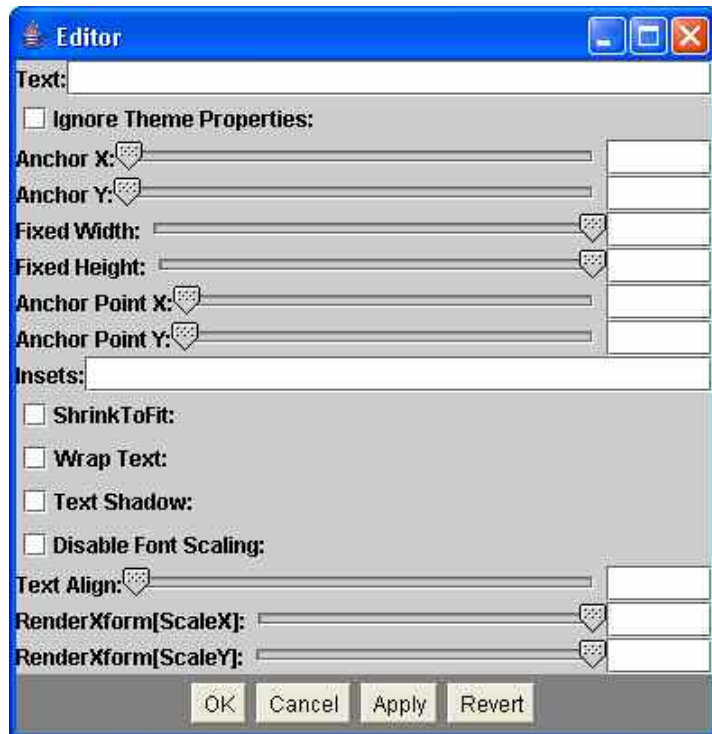 Editor
Text:
Ignore Theme Properties:
Anchor X:
Anchor Y:
Fixed Width:
Fixed Height:
Anchor Point X:
Anchor Point Y:
Insets:
ShrinkToFit:
Wrap Text:
Text Shadow:
Disable Font Scaling:
Text Align:
RenderXform[ScaleX]:
RenderXform[ScaleY]:
OK Cancel Apply Revert